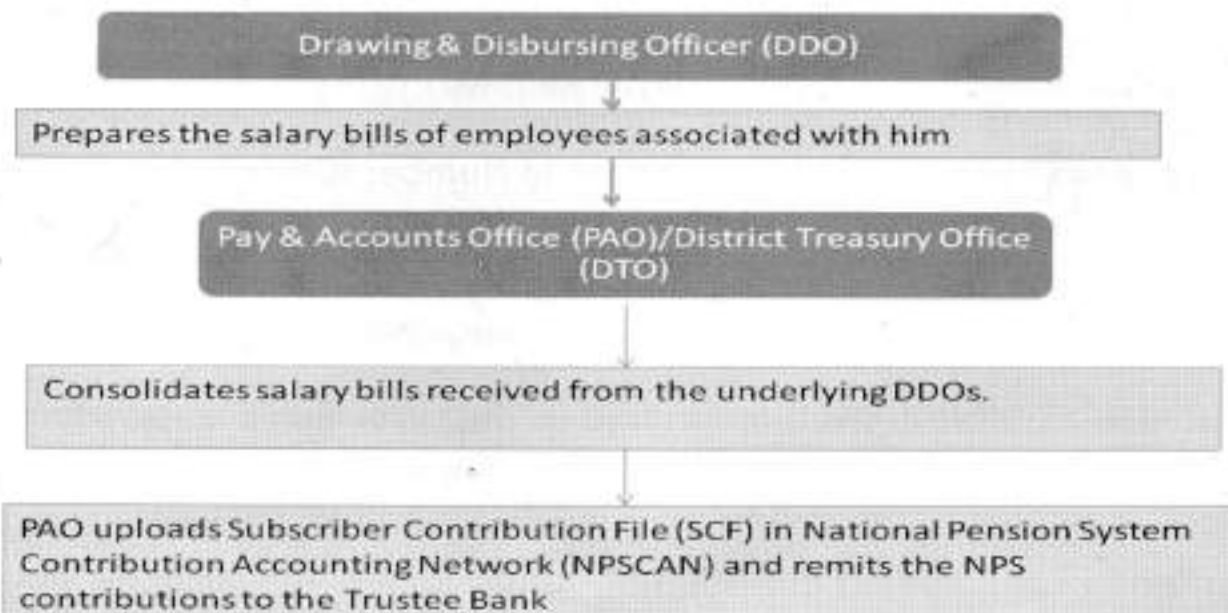 Drawing & Disbursing Officer (DDO)
Prepares the salary bills of employees associated with him
Pay & Accounts Office (PAO)/District Treasury Office
(DTO)
Consolidates salary bills received from the underlying DDOs.
PAO uploads Subscriber Contribution File (SCF) in National Pension System
Contribution Accounting Network (NPSCAN) and remits the NPS
contributions to the Trustee Bank